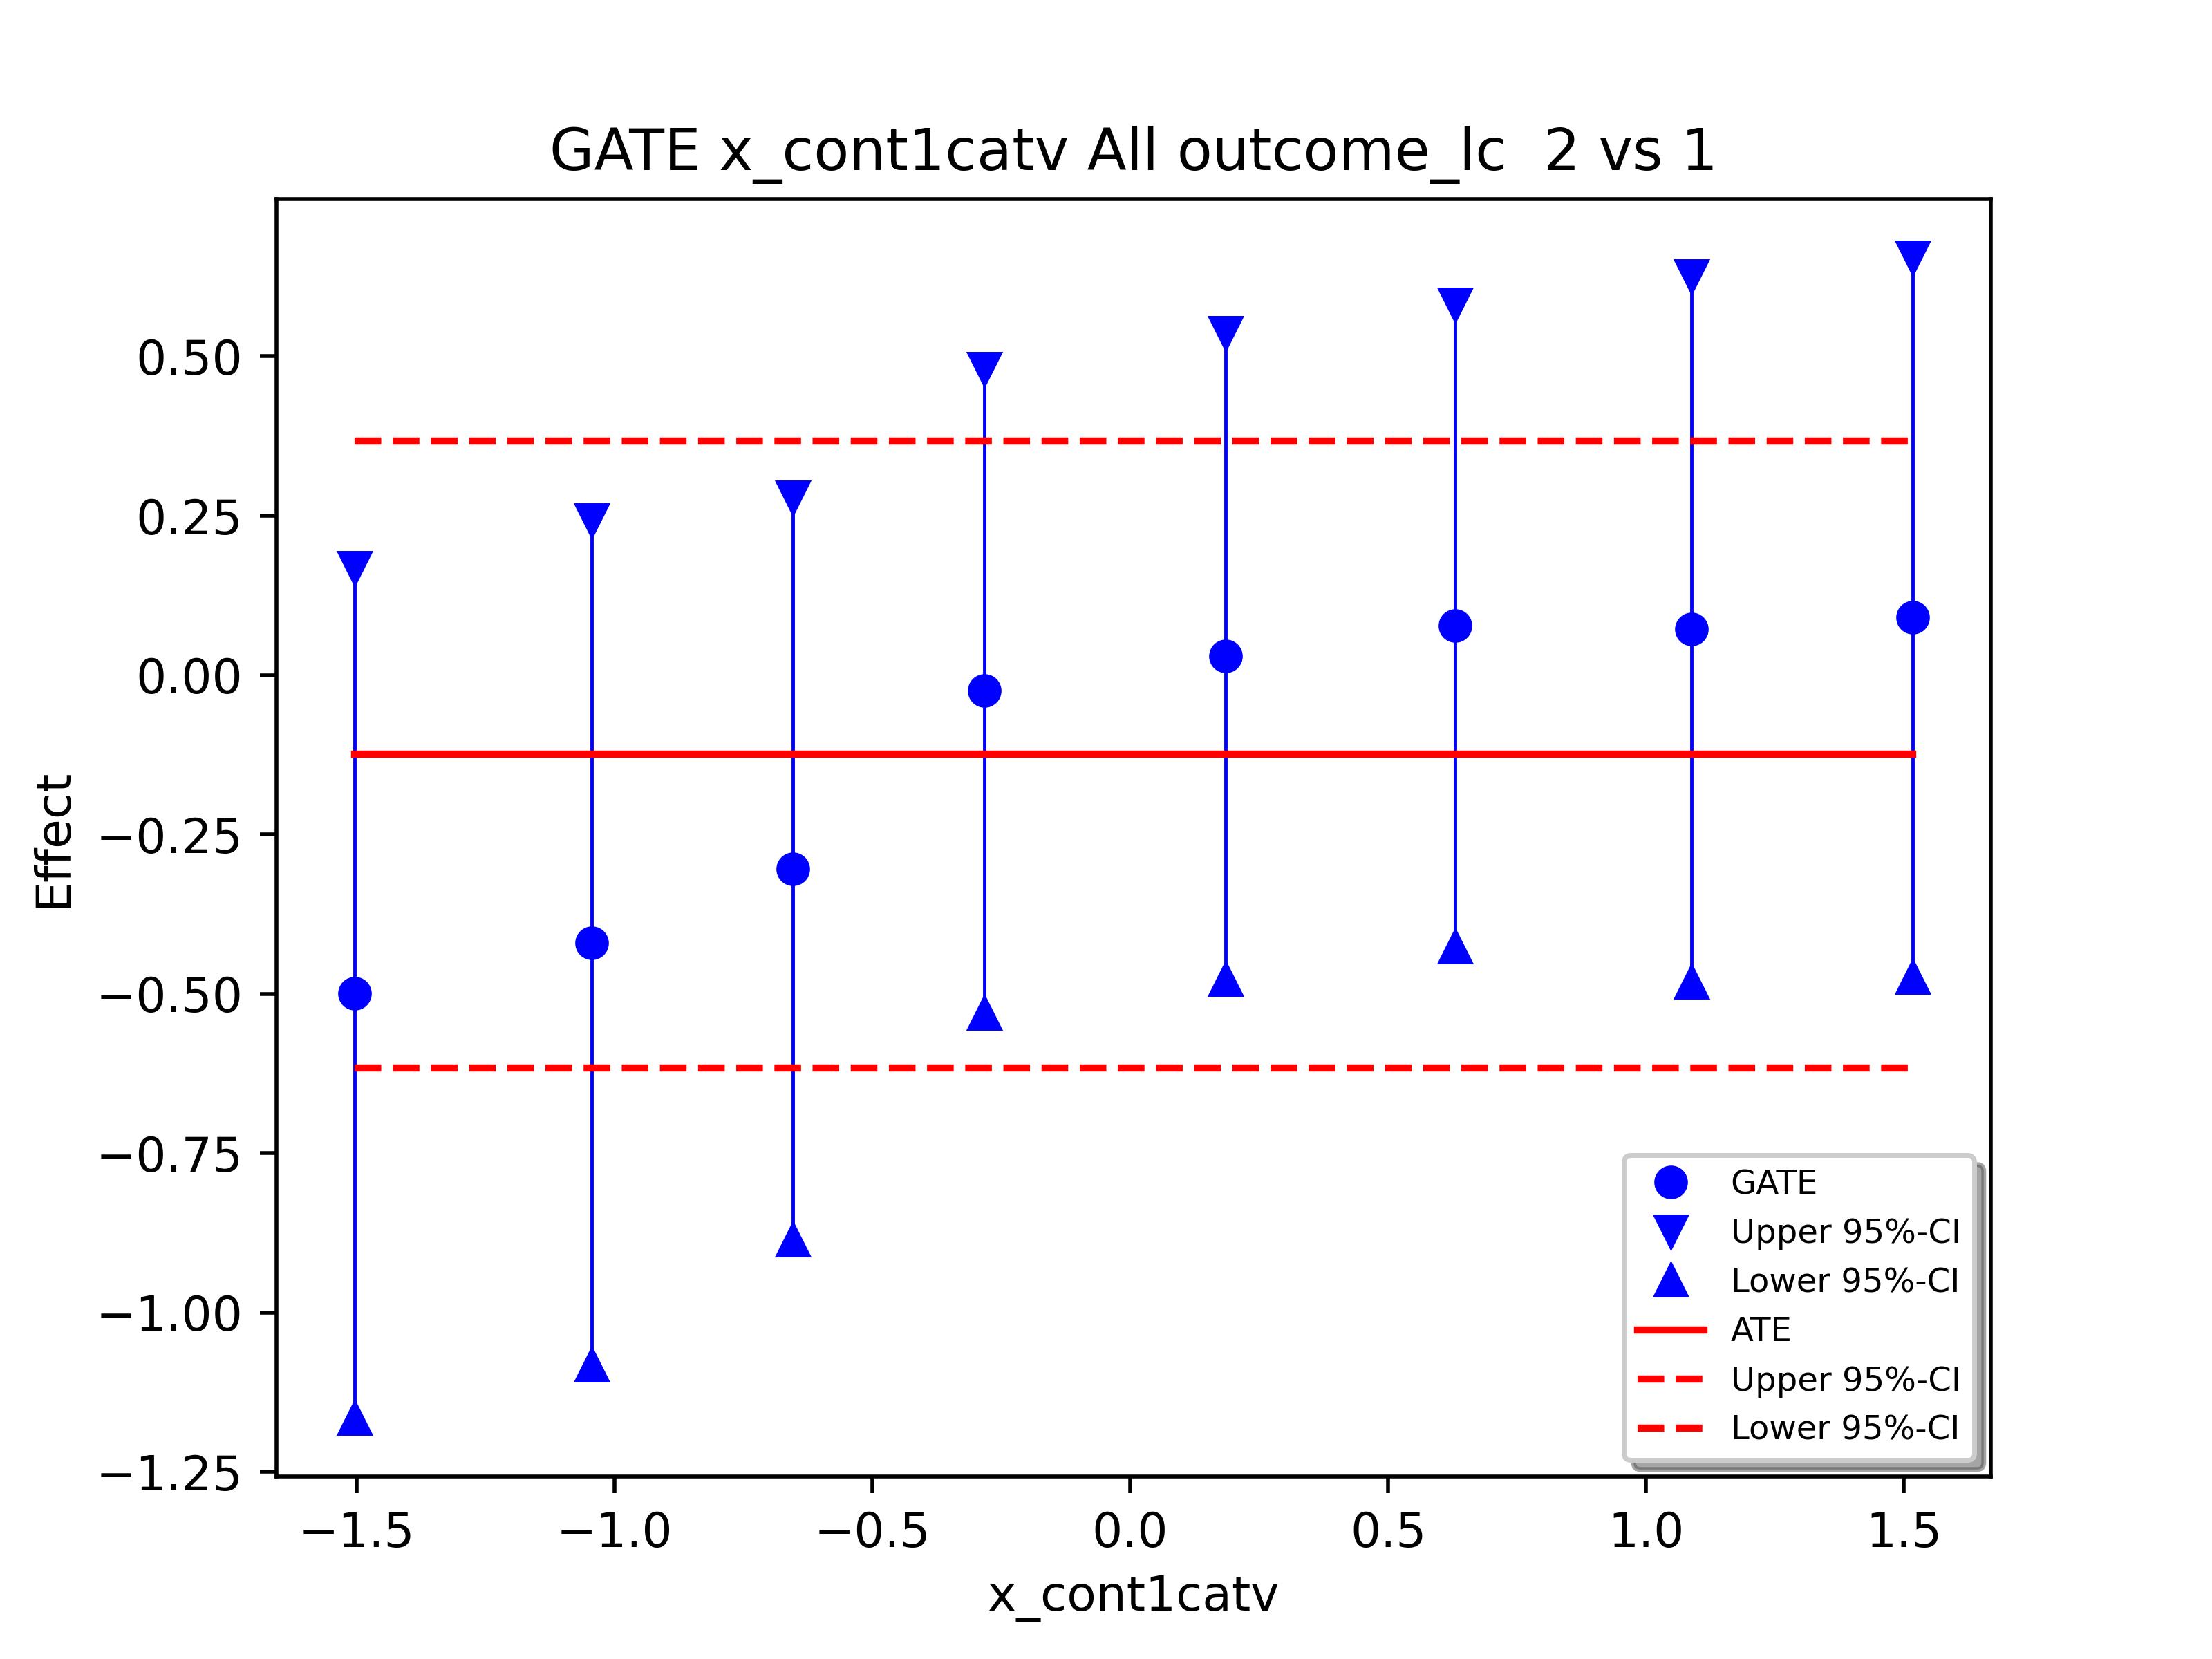 GATE x_cont1catv All outcome_lc  2 vs 1
Effect
0.50
0.25
0.00
−0.25
−0.50
−0.75
−1.00
−1.25
GATE
Upper 95%-CI
Lower 95%-CI
ATE
Upper 95%-CI
Lower 95%-CI
−1.5 −1.0 −0.5 0.0 0.5 1.0 1.5
x_cont1catv